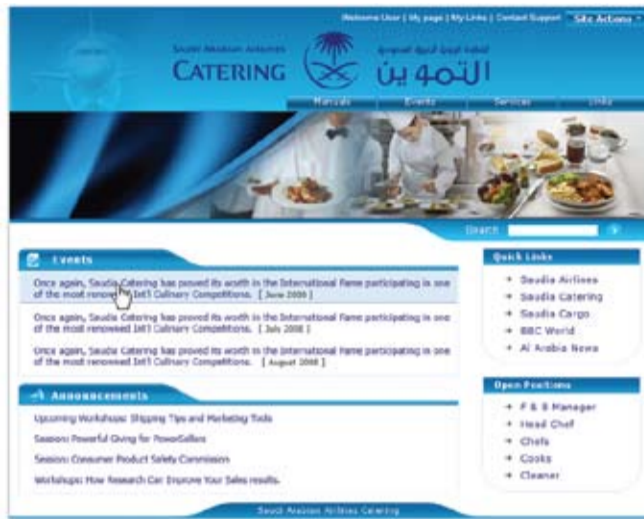 Welcome User | My page | My Links | Contact Support Site Actions
Saudi Arabian Airlines
CATERING
التموين
Manuals Events Services Links
Search
Events
Once again, Saudia Catering has proved its worth in the International Fame participating in one
of the most renowned Int'l Culinary Competitions. [ June 2008 ]
Once again, Saudia Catering has proved its worth in the International Fame participating in one
of the most renowned Int'l Culinary Competitions. [ July 2008 ]
Once again, Saudia Catering has proved its worth in the International Fame participating in one
of the most renowned Int'l Culinary Competitions. [ August 2008 ]
Announcements
Upcoming Workshops: Shipping Tips and Marketing Tools
Season: Powerful Giving for PowerSellers
Season: Consumer Product Safety Commission
Workshops: How Research Can Improve Your Sales results.
Quick Links
Saudia Airlines
Saudia Catering
Saudia Cargo
BBC World
Al Arabia News
Open Positions
F & B Manager
Head Chef
Chefs
Cooks
Cleaner
Saudi Arabian Airlines Catering